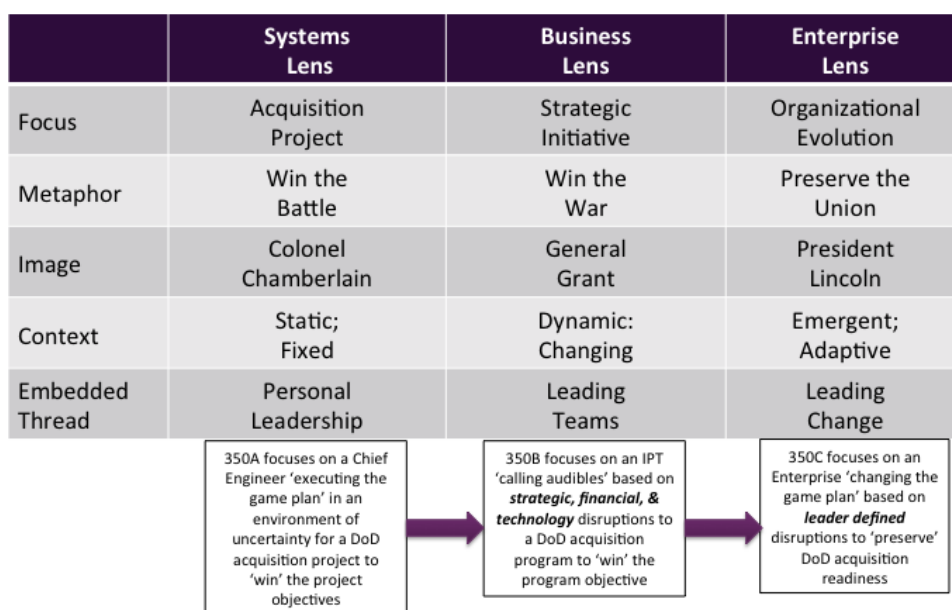 Systems
Lens
Business
Lens
Enterprise
Lens
Focus
Acquisition
Project
Strategic
Initiative
Organizational
Evolution
Metaphor
Win the
Battle
Win the
War
Preserve the
Union
Image
Colonel
Chamberlain
General
Grant
President
Lincoln
Context
Static;
Fixed
Dynamic:
Changing
Emergent;
Adaptive
Embedded
Thread
Personal
Leadership
Leading
Teams
Leading
Change
350A focuses on a Chief
Engineer ‘executing the
game plan’ in an
environment of
uncertainty for a DoD
acquisition project to
‘win’ the project
objectives
350B focuses on an IPT
‘calling audibles’ based on
strategic, financial, &
technology disruptions to
a DoD acquisition
program to ‘win’ the
program objective
350C focuses on an
Enterprise ‘changing the
game plan’ based on
leader defined
disruptions to ‘preserve’
DoD acquisition
readiness